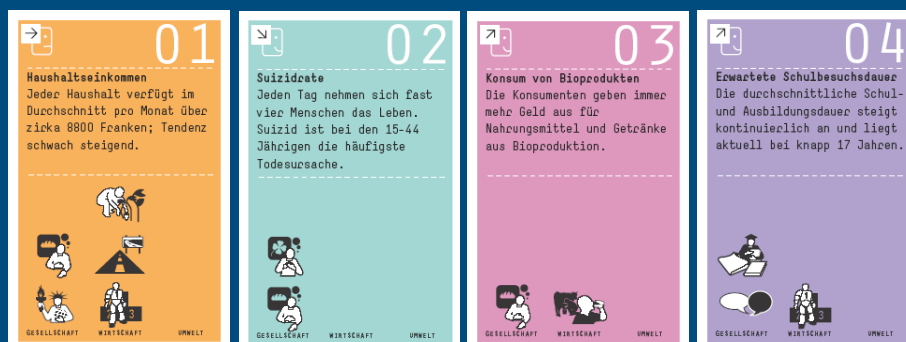 01
Haushaltseinkommen
Jeder Haushalt verfügt im
Durchschnitt pro Monat über
zirka 8800 Franken; Tendenz
schwach steigend.
GESELLSCHAFT WIRTSCHAFT UMWELT
02
Suizidrate
Jeden Tag nehmen sich fast
vier Menschen das Leben.
Suizid ist bei den 15-44
Jährigen die häufigste
Todesursache.
GESELLSCHAFT WIRTSCHAFT UMWELT
03
Konsum von Bioprodukten
Die Konsumenten geben immer
mehr Geld aus für
Nahrungsmittel und Getränke
aus Bioproduktion.
GESELLSCHAFT WIRTSCHAFT UMWELT
04
Erwartete Schulbesuchsdauer
Die durchschnittliche Schul-
und Ausbildungsdauer steigt
kontinuierlich an und liegt
aktuell bei knapp 17 Jahren.
GESELLSCHAFT WIRTSCHAFT UMWELT